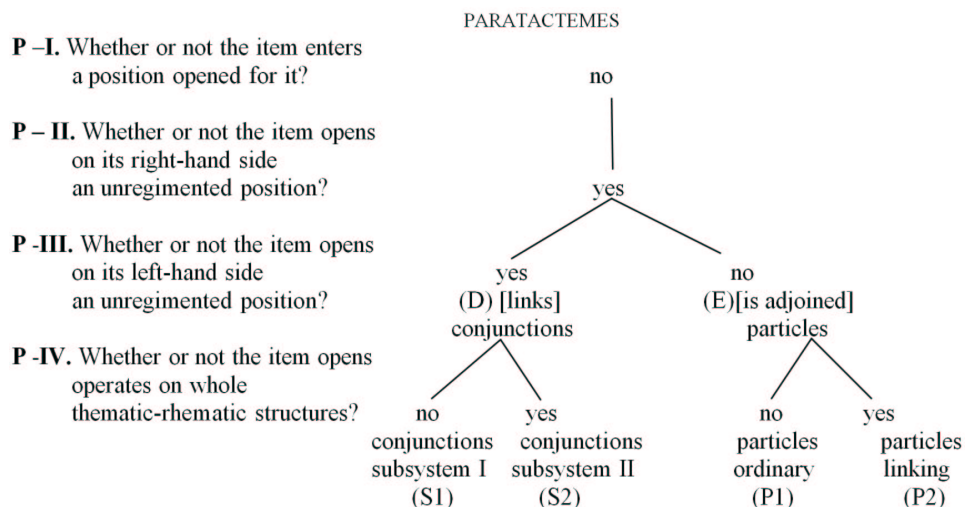 PARATACTEMES
P –I. Whether or not the item enters
a position opened for it?
no
P – II. Whether or not the item opens
on its right-hand side
an unregimented position?
yes
P -III. Whether or not the item opens
on its left-hand side
an unregimented position?
yes
(D) [links]
conjunctions
no
(E)[is adjoined]
particles
P -IV. Whether or not the item opens
operates on whole
thematic-rhematic structures?
no
conjunctions
subsystem I
(S1)
yes
conjunctions
subsystem II
(S2)
no
particles
ordinary
(P1)
yes
particles
linking
(P2)